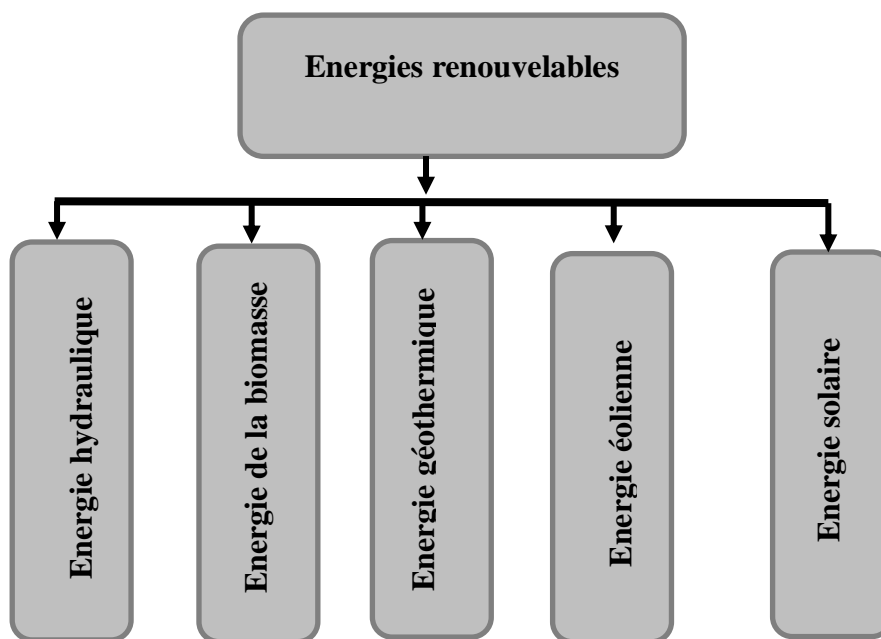 Energies renouvelables
Energie hydraulique
Energie de la biomasse
Energie géothermique
Energie éolienne
Energie solaire